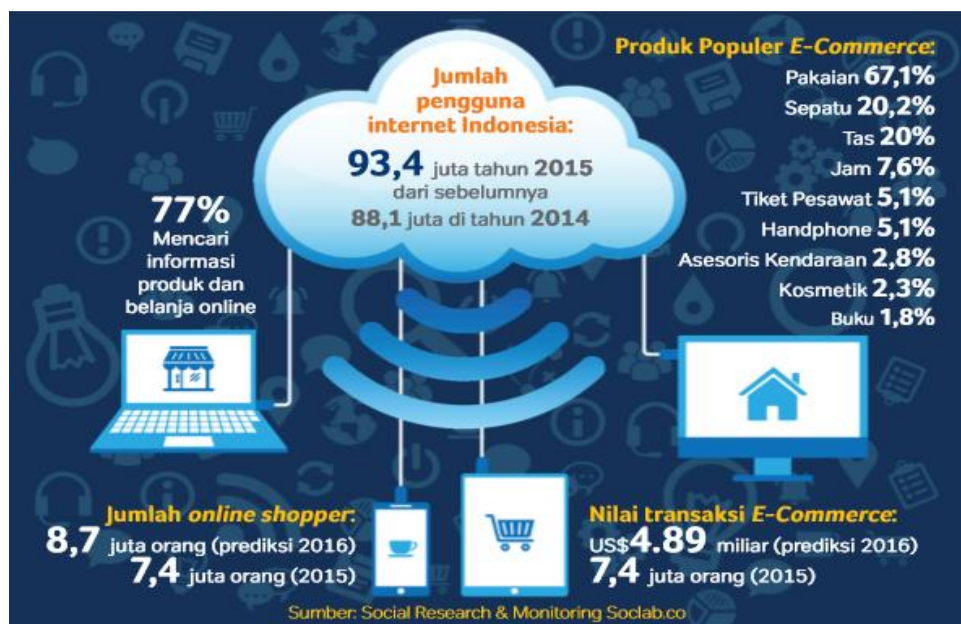 Jumlah
pengguna
internet Indonesia:
93,4 juta tahun 2015
dari sebelumnya
88,1 juta di tahun 2014
77%
Mencari
informasi
produk dan
belanja online
Produk Populer E-Commerce:
Pakaian 67,1%
Sepatu 20,2%
Tas 20%
Jam 7,6%
Tiket Pesawat 5,1%
Handphone 5,1%
Asesoris Kendaraan 2,8%
Kosmetik 2,3%
Buku 1,8%
Jumlah online shopper:
8,7 juta orang (prediksi 2016)
7,4 juta orang (2015)
Nilai transaksi E-Commerce:
US$4.89 miliar (prediksi 2016)
7,4 juta orang (2015)
Sumber: Social Research & Monitoring Soclab.co